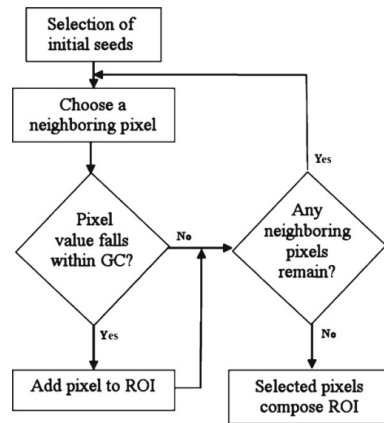 Selection of
initial seeds
Choose a
neighboring pixel
Pixel
value falls
within GC?
No
Yes
Add pixel to ROI
Any
neighboring
pixels
remain?
Yes
No
Selected pixels
compose ROI